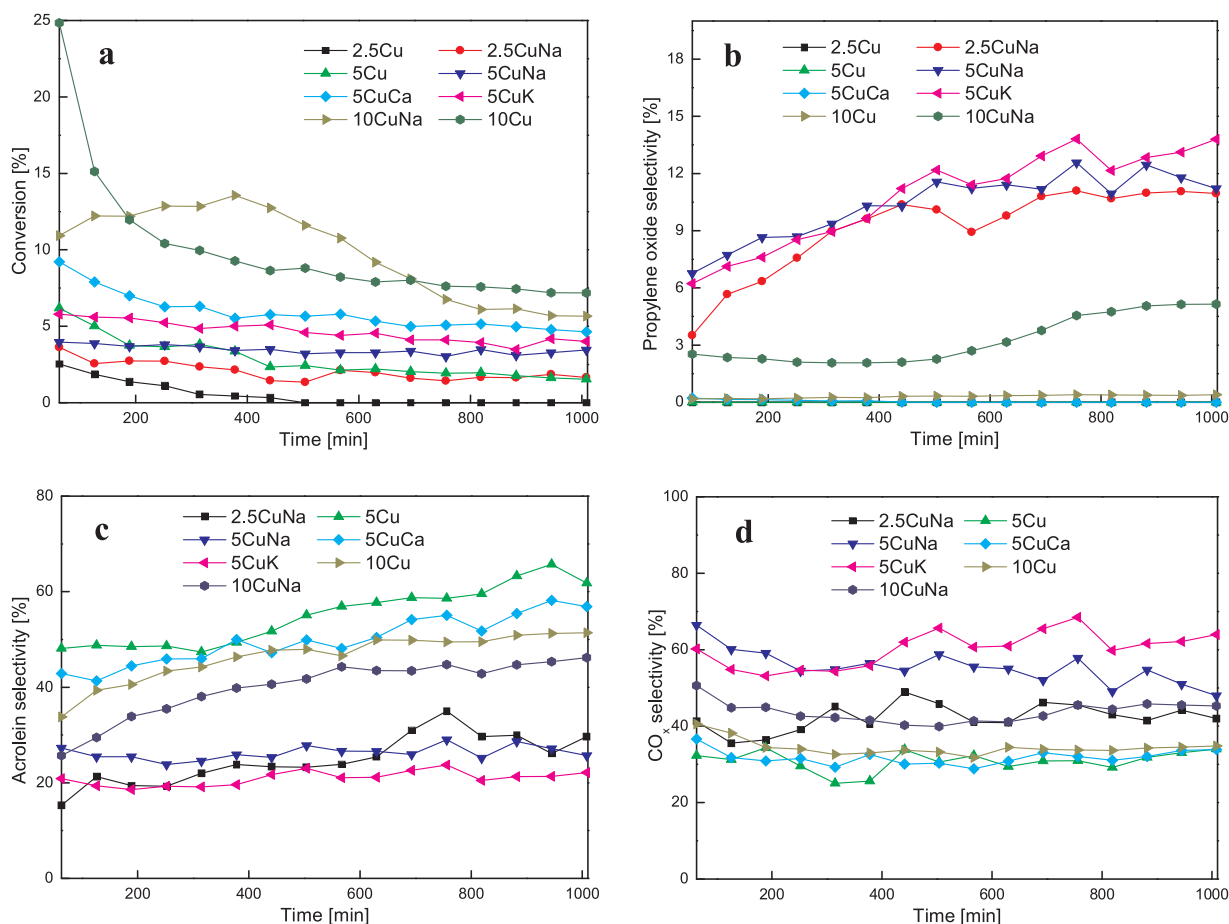 a
2.5Cu 2.5CuNa
5Cu 5CuNa
5CuCa 5CuK
10CuNa 10Cu
Conversion [%]
25
20
15
10
5
0
200 400 600 800 1000
Time [min]
b
2.5Cu 2.5CuNa
5Cu 5CuNa
5CuCa 5CuK
10Cu 10CuNa
Propylene oxide selectivity [%]
18
15
12
9
6
3
0
200 400 600 800 1000
Time [min]
c
2.5CuNa 5Cu
5CuNa 5CuCa
5CuK 10Cu
10CuNa
Acrolein selectivity [%]
80
60
40
20
0
200 400 600 800 1000
Time [min]
d
2.5CuNa 5Cu
5CuNa 5CuCa
5CuK 10Cu
10CuNa
COx selectivity [%]
100
80
60
40
20
0
200 400 600 800 1000
Time [min]